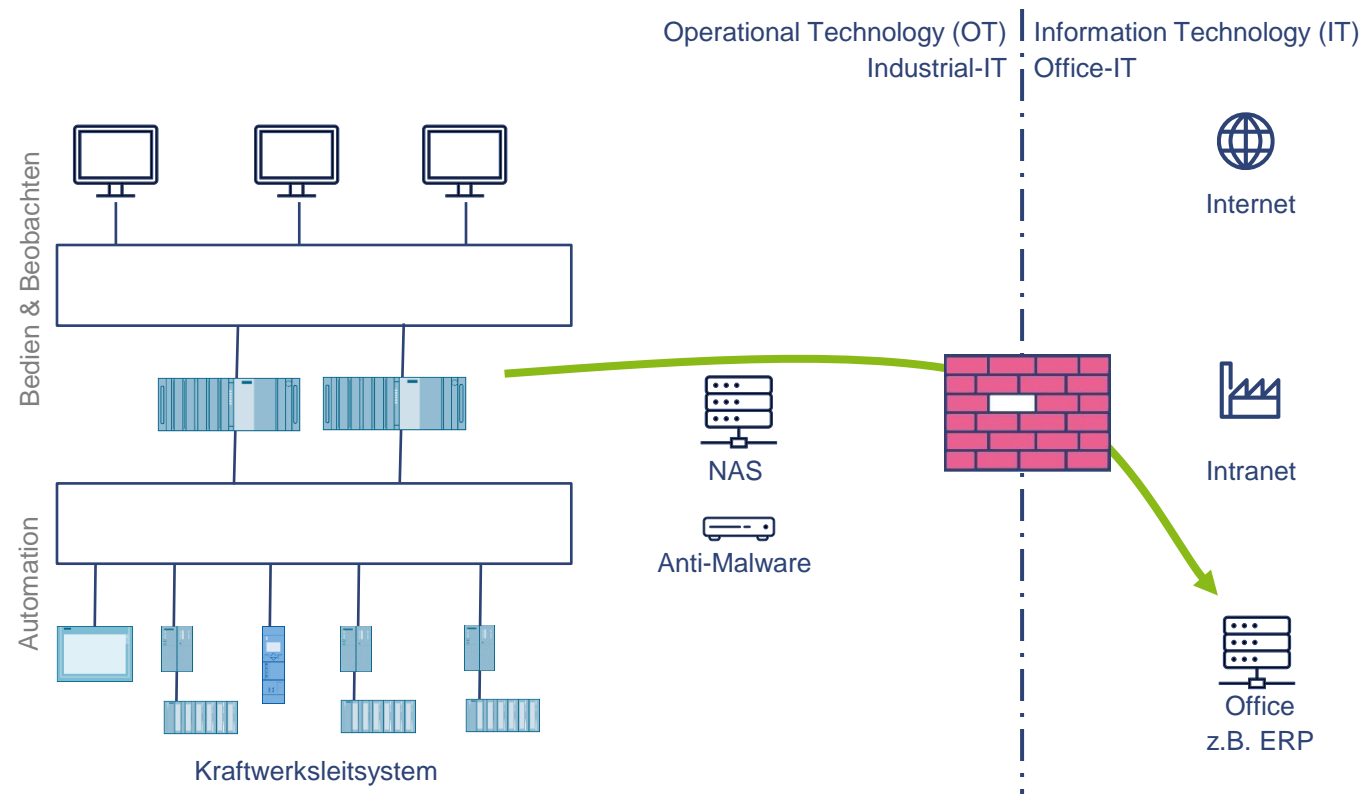 Operational Technology (OT)
Industrial-IT
Information Technology (IT)
Office-IT
Bedien & Beobachten
Automation
Internet
Intranet
NAS
Anti-Malware
Office
z.B. ERP
Kraftwerksleitsystem